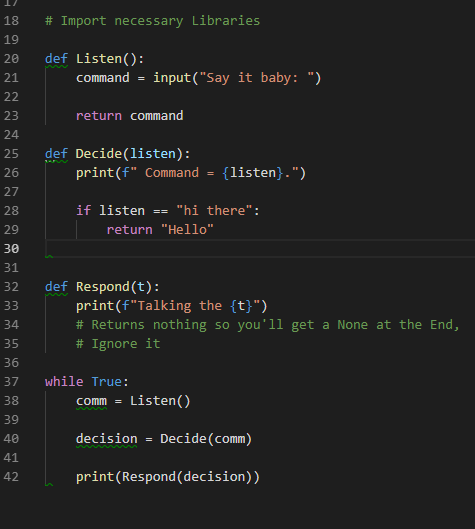 17
18 # Import necessary Libraries
19
20 def Listen():
21     command = input("Say it baby: ")
22
23     return command
24
25 def Decide(listen):
26     print(f" Command = {listen}.")
27
28     if listen == "hi there":
29         return "Hello"
30
31
32 def Respond(t):
33     print(f"Talking the {t}")
34     # Returns nothing so you'll get a None at the End,
35     # Ignore it
36
37 while True:
38     comm = Listen()
39
40     decision = Decide(comm)
41
42     print(Respond(decision))